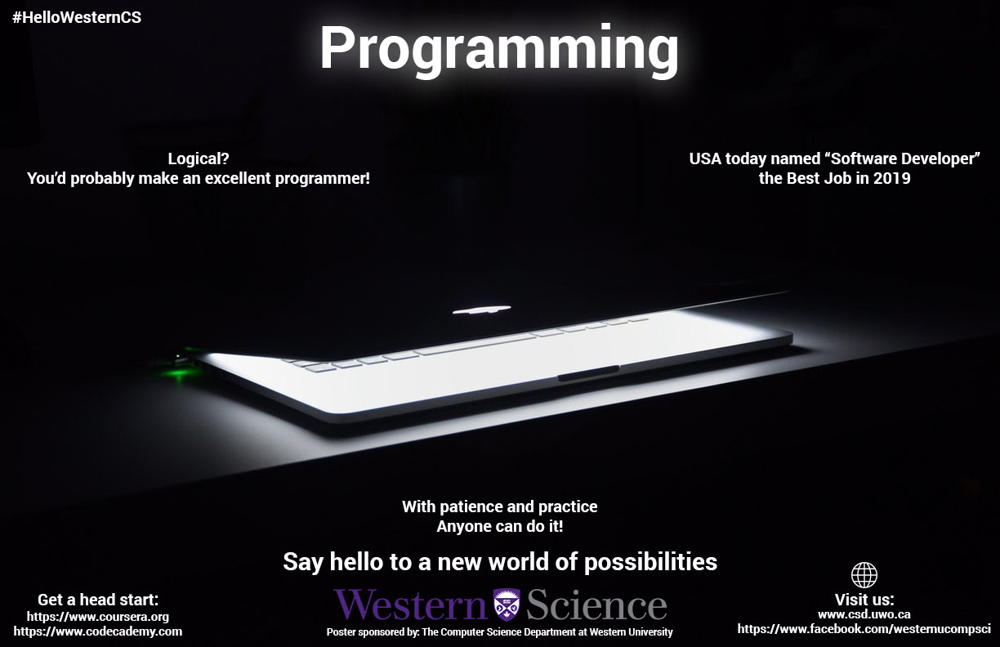 #HelloWesternCS
Programming
Logical?
You’d probably make an excellent programmer!
USA today named “Software Developer”
the Best Job in 2019
With patience and practice
Anyone can do it!
Say hello to a new world of possibilities
Western Science
Poster sponsored by: The Computer Science Department at Western University
Get a head start:
https://www.coursera.org
https://www.codecademy.com
Visit us:
www.csd.uwo.ca
https://www.facebook.com/westernucompsci